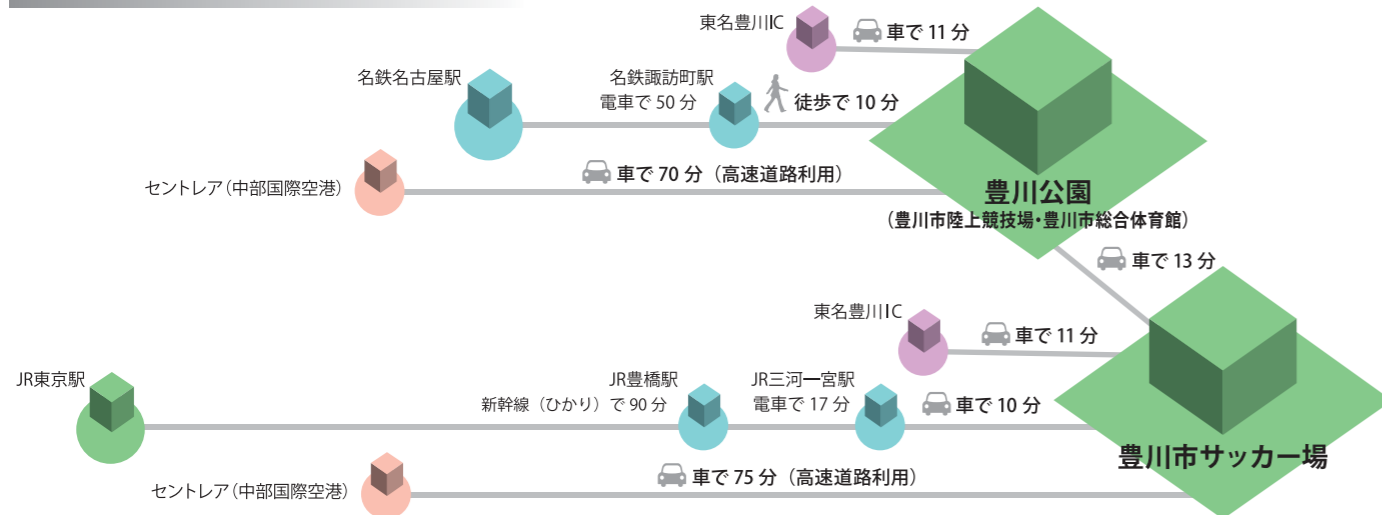 東名豊川IC
車で 11 分
名鉄名古屋駅
名鉄諏訪町駅
電車で 50 分
徒歩で 10 分
セントレア（中部国際空港）
車で 70 分（高速道路利用）
豊川公園
（豊川市陸上競技場・豊川市総合体育館）
車で 13 分
東名豊川IC
車で 11 分
JR東京駅
JR豊橋駅
新幹線（ひかり）で 90 分
JR三河一宮駅
電車で 17 分
車で 10 分
豊川市サッカー場
セントレア（中部国際空港）
車で 75 分（高速道路利用）